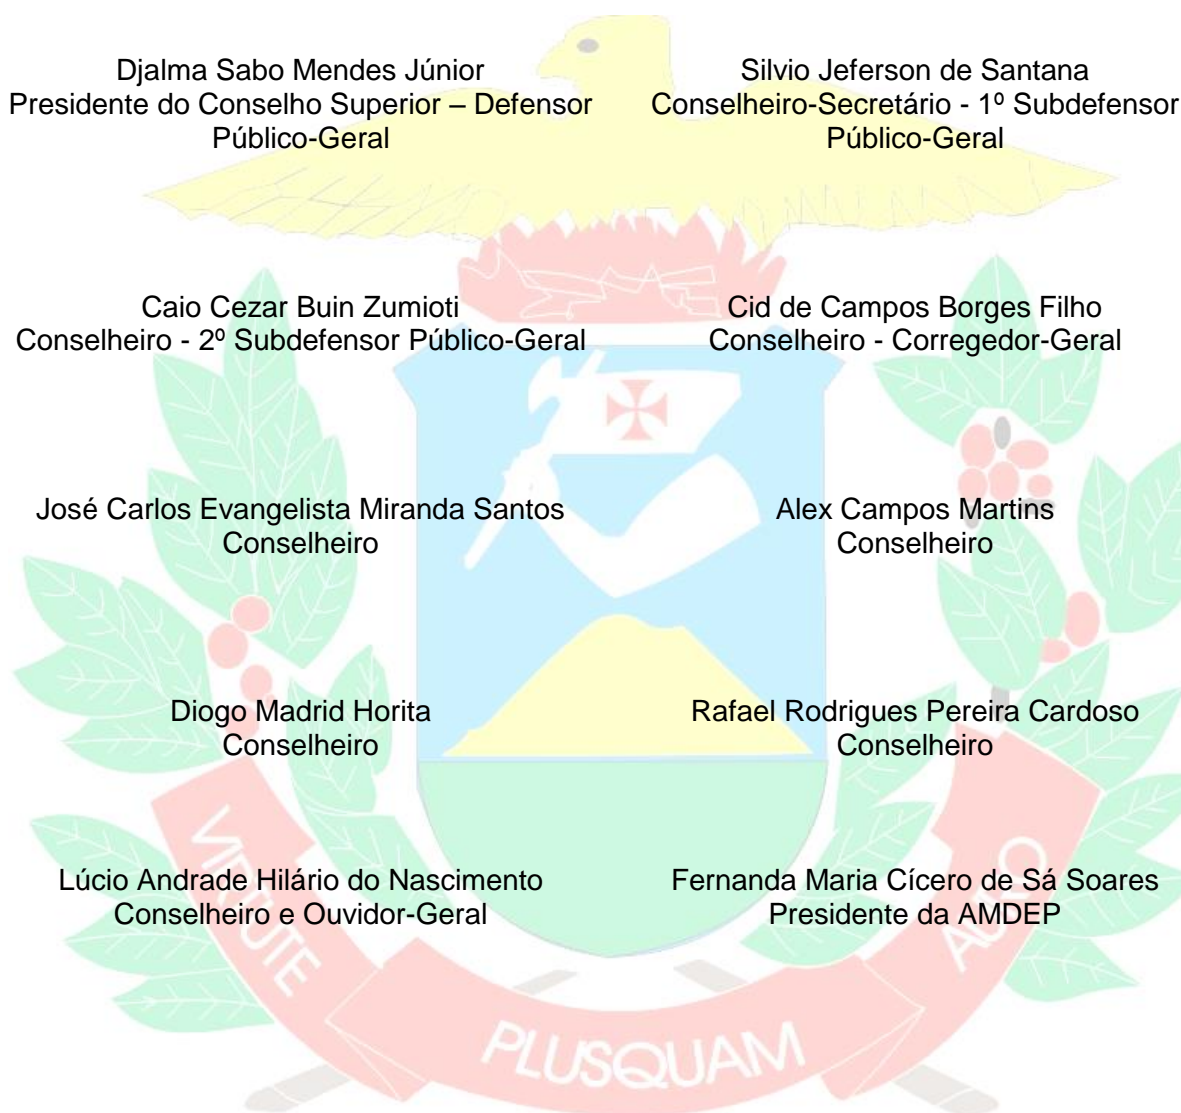 Djalma Sabo Mendes Júnior
Presidente do Conselho Superior – Defensor
Público-Geral
Silvio Jeferson de Santana
Conselheiro-Secretário - 1º Subdefensor
Público-Geral
Caio Cezar Buin Zumioti
Conselheiro - 2º Subdefensor Público-Geral
Cid de Campos Borges Filho
Conselheiro - Corregedor-Geral
José Carlos Evangelista Miranda Santos
Conselheiro
Alex Campos Martins
Conselheiro
Diogo Madrid Horita
Conselheiro
Rafael Rodrigues Pereira Cardoso
Conselheiro
Lúcio Andrade Hilário do Nascimento
Conselheiro e Ouvidor-Geral
Fernanda Maria Cícero de Sá Soares
Presidente da AMDEP
VIRTUTE
PLUSQUAM
AURO